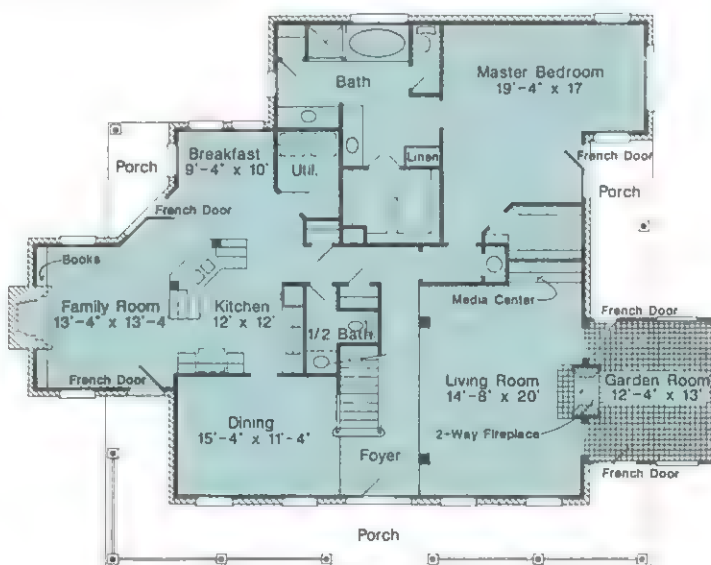 Bath
Master Bedroom
19'-4" x 17'
Porch
Breakfast
9'-4" x 10'
Util.
Linen
French Door
Porch
French Door
Books
Family Room
13'-4" x 13'-4
Kitchen
12' x 12'
1/2 Bath
Media Center
French Door
Living Room
14'-8" x 20'
Garden Room
12'-4" x 13'
2-Way Fireplace
French Door
Dining
15'-4" x 11'-4"
Foyer
French Door
Porch